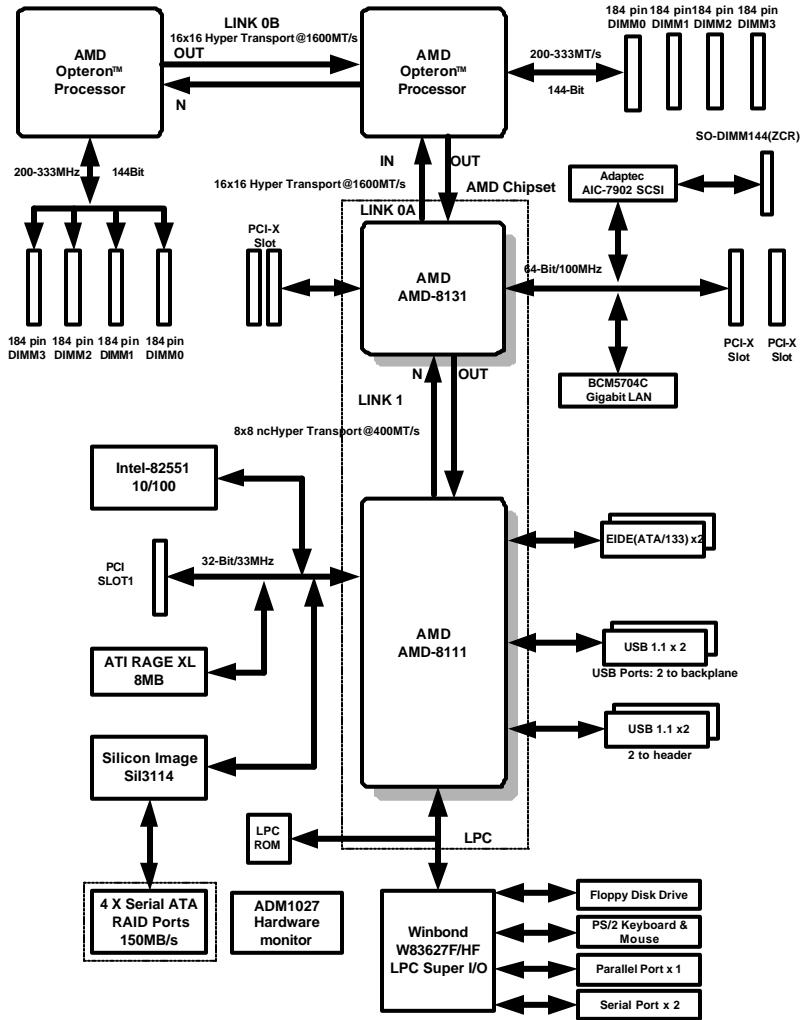 LINK 0B
16x16 Hyper Transport@1600MT/s
OUT
N
AMD
Opteron™
Processor
AMD
Opteron™
Processor
184 pin
DIMM0
184 pin
DIMM1
184 pin
DIMM2
184 pin
DIMM3
200-333MT/s
144-Bit
SO-DIMM144(ZCR)
200-333MHz
144Bit
IN
OUT
16x16 Hyper Transport@1600MT/s
AMD Chipset
LINK 0A
Adaptec
AIC-7902 SCSI
PCI-X
Slot
AMD
AMD-8131
64-Bit/100MHz
184 pin
DIMM3
184 pin
DIMM2
184 pin
DIMM1
184 pin
DIMM0
PCI-X
Slot
PCI-X
Slot
BCM5704C
Gigabit LAN
N
OUT
LINK 1
8x8 ncHyper Transport@400MT/s
Intel-82551
10/100
PCI
SLOT1
32-Bit/33MHz
EIDE(ATA/133) x2
AMD
AMD-8111
USB 1.1 x 2
USB Ports: 2 to backplane
ATI RAGE XL
8MB
USB 1.1 x2
2 to header
Silicon Image
SiI3114
LPC
ROM
LPC
4 X Serial ATA
RAID Ports
150MB/s
ADM1027
Hardware
monitor
Winbond
W83627F/HF
LPC Super I/O
Floppy Disk Drive
PS/2 Keyboard &
Mouse
Parallel Port x 1
Serial Port x 2